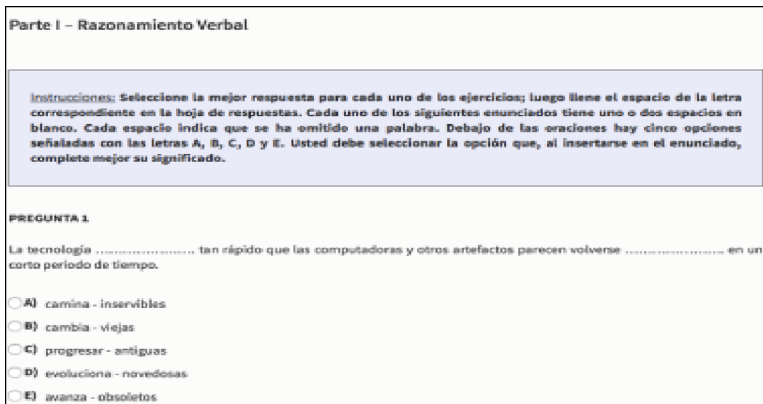 Parte I – Razonamiento Verbal
Instrucciones: Seleccione la mejor respuesta para cada uno de los ejercicios; luego llene el espacio de la letra
correspondiente en la hoja de respuestas. Cada uno de los siguientes enunciados tiene uno o dos espacios en
blanco. Cada espacio indica que se ha omitido una palabra. Debajo de las oraciones hay cinco opciones
señaladas con las letras A, B, C, D y E. Usted debe seleccionar la opción que, al insertarse en el enunciado,
complete mejor su significado.
PREGUNTA 1
La tecnología ........................ tan rápido que las computadoras y otros artefactos parecen volverse ........................ en un
corto período de tiempo.
A) camina - inservibles
B) cambia - viejas
C) progresar - antiguas
D) evoluciona - novedosas
E) avanza - obsoletos